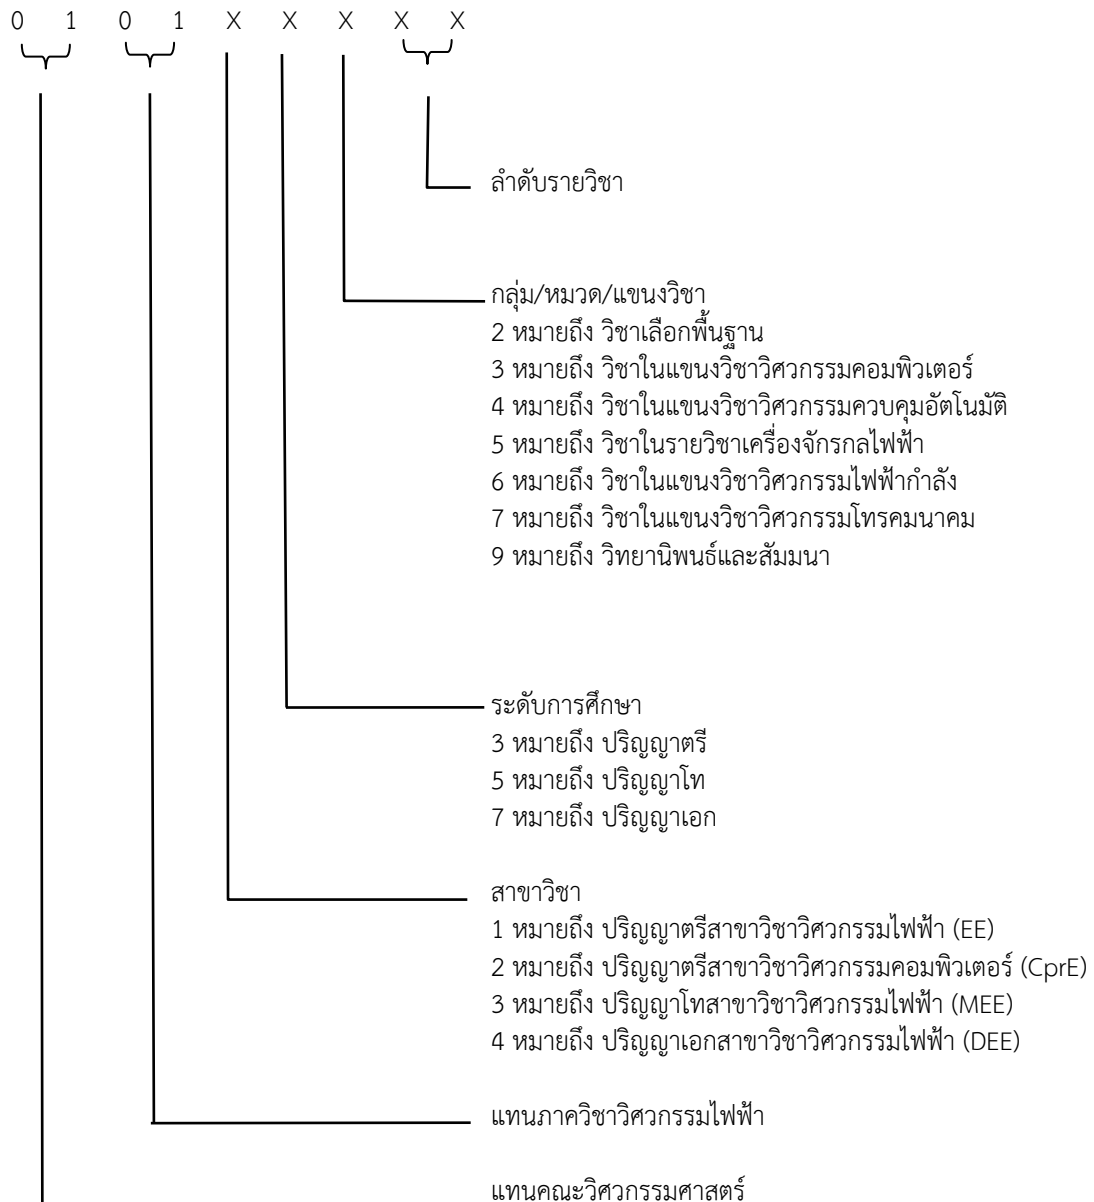 0 1 0 1 X X X X X
ลำดับรายวิชา
กลุ่ม/หมวด/แขนงวิชา
2 หมายถึง วิชาเลือกพื้นฐาน
3 หมายถึง วิชาในแขนงวิชาวิศวกรรมคอมพิวเตอร์
4 หมายถึง วิชาในแขนงวิชาวิศวกรรมควบคุมอัตโนมัติ
5 หมายถึง วิชาในรายวิชาเครื่องจักรกลไฟฟ้า
6 หมายถึง วิชาในแขนงวิชาวิศวกรรมไฟฟ้ากำลัง
7 หมายถึง วิชาในแขนงวิชาวิศวกรรมโทรคมนาคม
9 หมายถึง วิทยานิพนธ์และสัมมนา
ระดับการศึกษา
3 หมายถึง ปริญญาตรี
5 หมายถึง ปริญญาโท
7 หมายถึง ปริญญาเอก
สาขาวิชา
1 หมายถึง ปริญญาตรีสาขาวิชาวิศวกรรมไฟฟ้า (EE)
2 หมายถึง ปริญญาตรีสาขาวิชาวิศวกรรมคอมพิวเตอร์ (CprE)
3 หมายถึง ปริญญาโทสาขาวิชาวิศวกรรมไฟฟ้า (MEE)
4 หมายถึง ปริญญาเอกสาขาวิชาวิศวกรรมไฟฟ้า (DEE)
แทนภาควิชาวิศวกรรมไฟฟ้า
แทนคณะวิศวกรรมศาสตร์